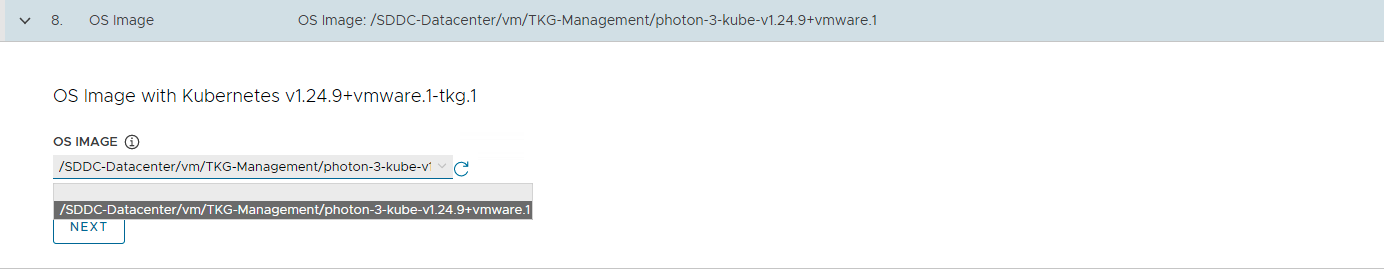 8. OS Image OS Image: /SDDC-Datacenter/vm/TKG-Management/photon-3-kube-v1.24.9+vmware.1
OS Image with Kubernetes v1.24.9+vmware.1-tkg.1
OS IMAGE
/SDDC-Datacenter/vm/TKG-Management/photon-3-kube-v1
/SDDC-Datacenter/vm/TKG-Management/photon-3-kube-v1.24.9+vmware.1
NEXT